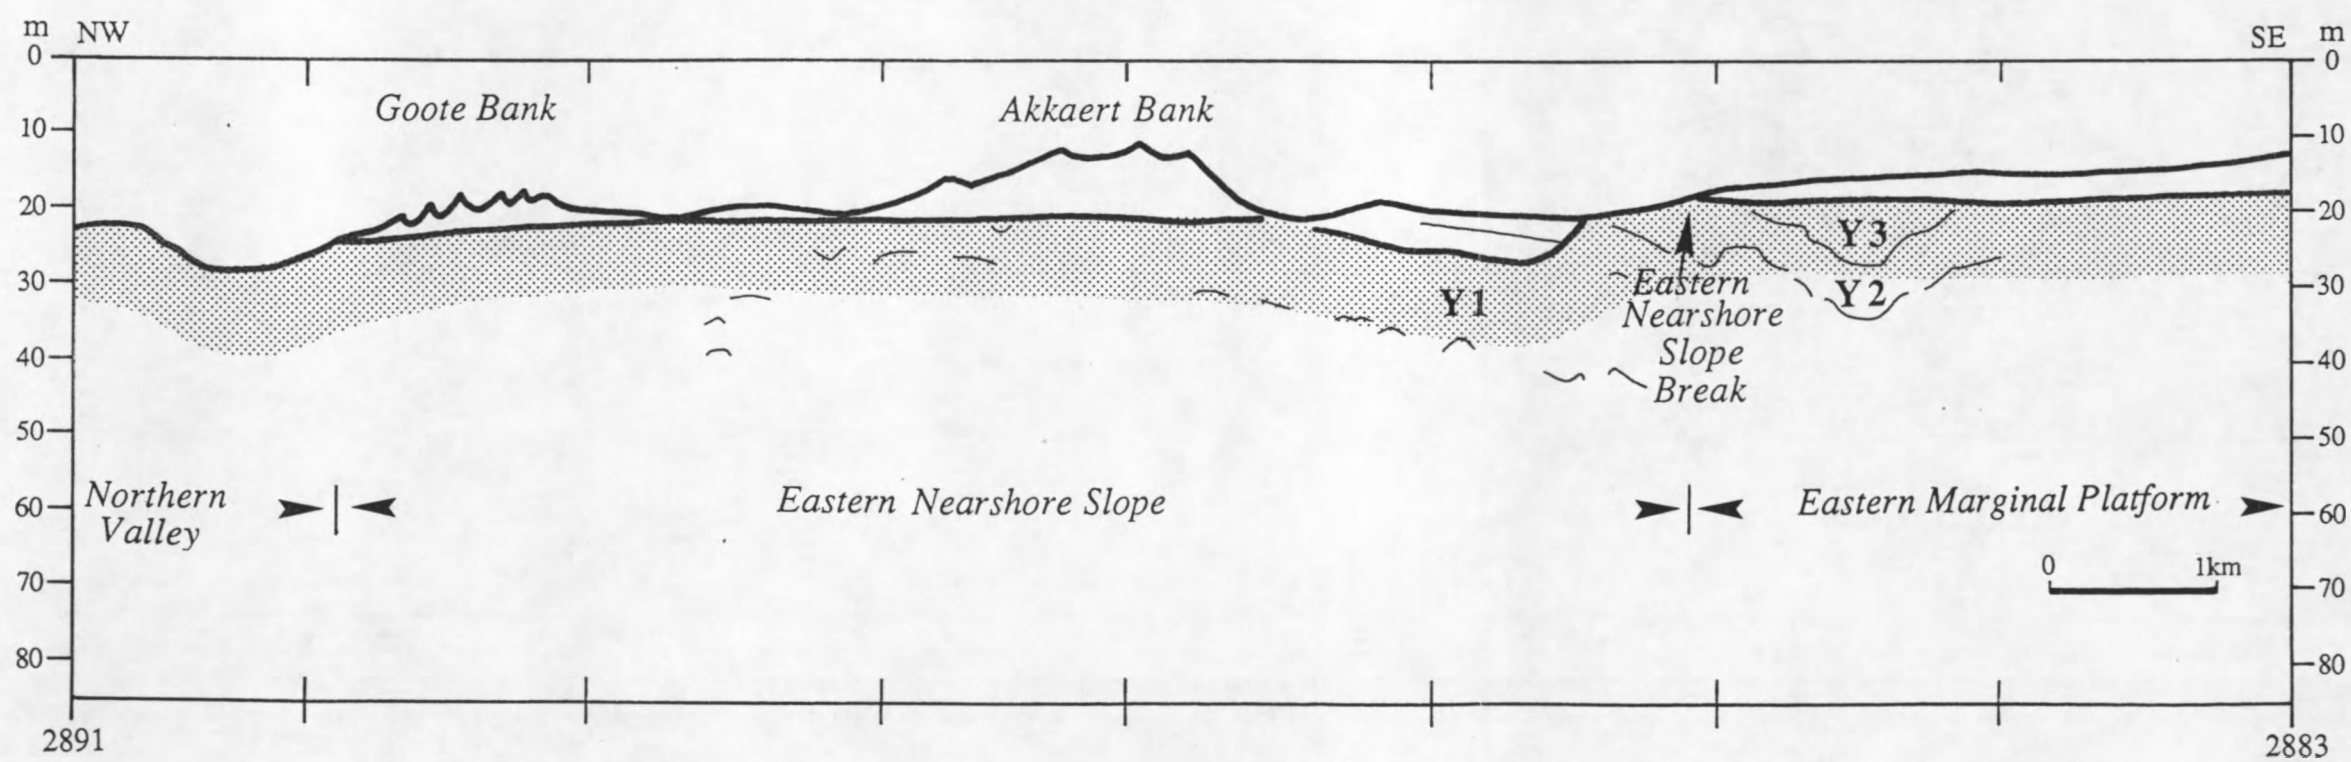 m NW SE m
0 0
Goote Bank Akkaert Bank
10 10
20 20
Y3
30 Y1 Eastern Y2 30
Nearshore
Slope
40 40
Break
50 50
Northern Eastern Nearshore Slope Eastern Marginal Platform
60 60
Valley
0 1km
70 70
80 80
2891 2883